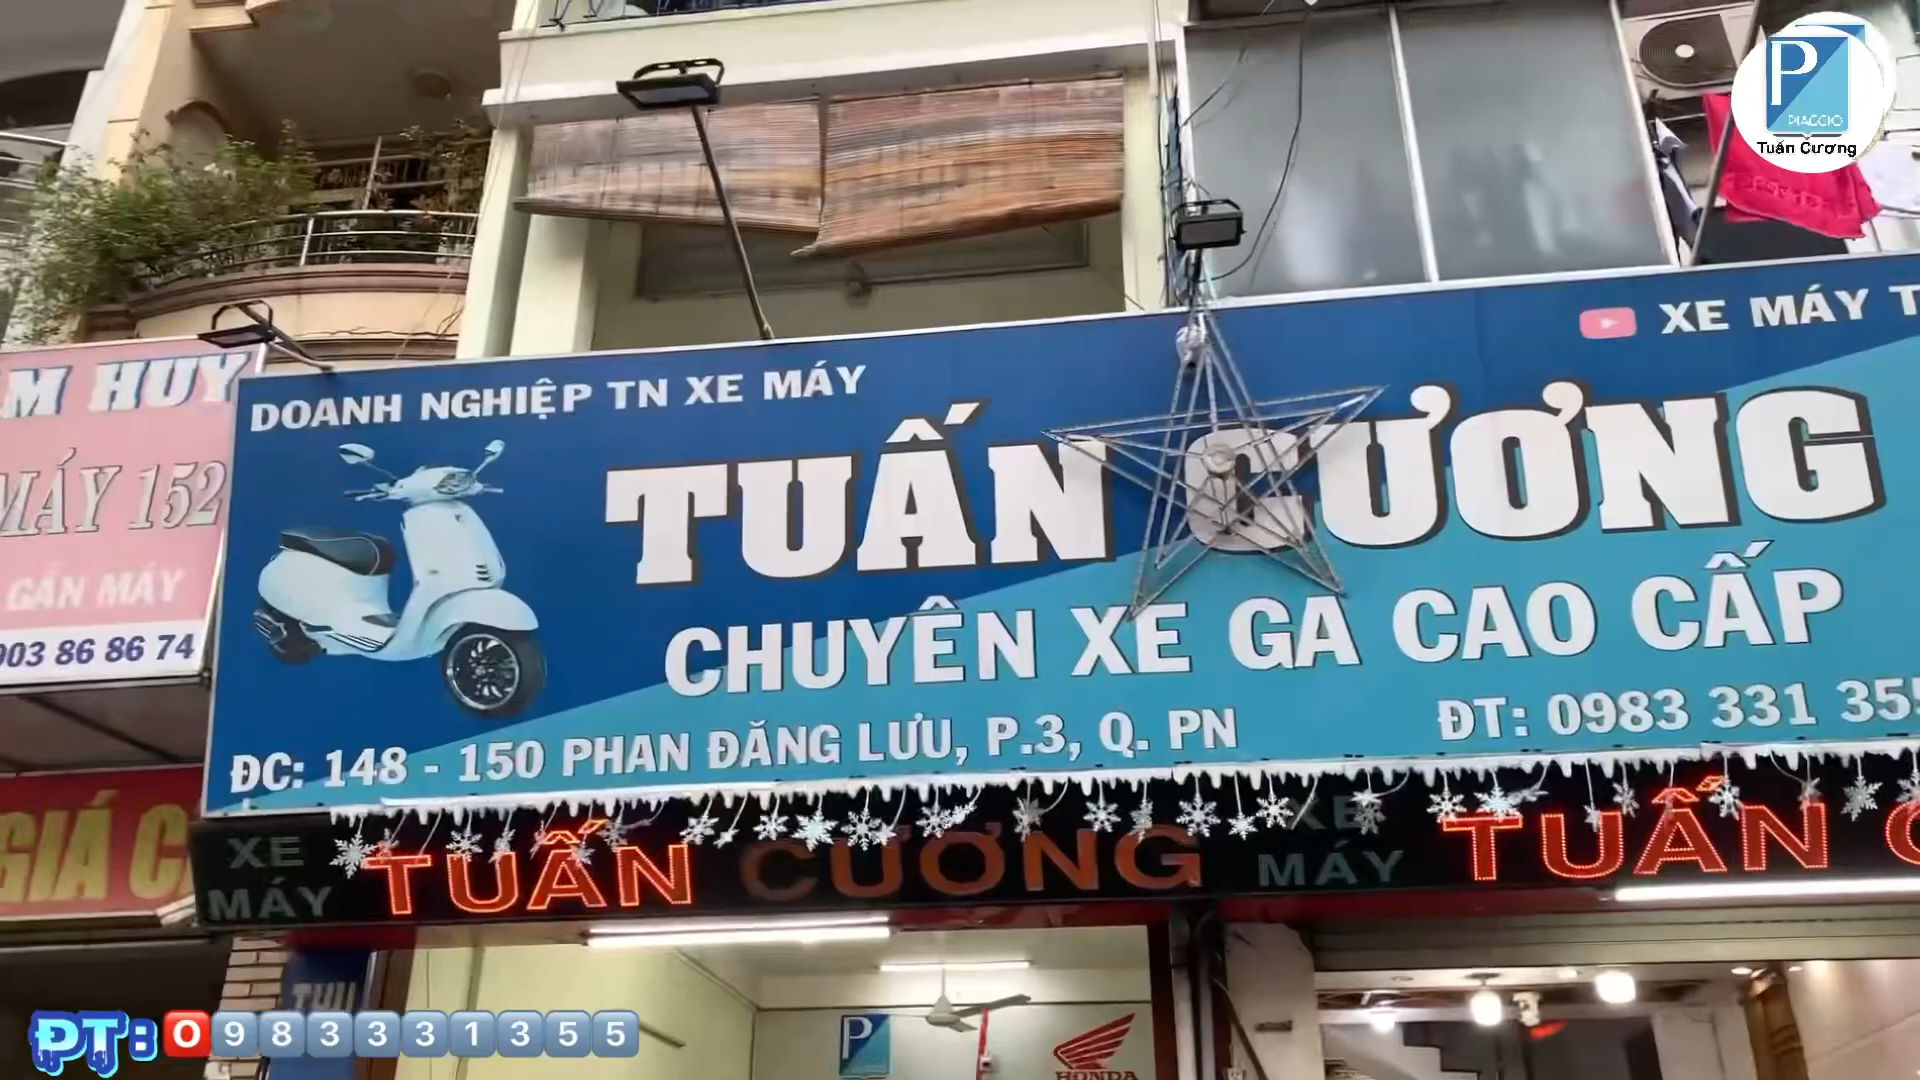 P
PIAGGIO
Tuấn Cương
XE MÁY T
M HUY
MÁY 152
GẮN MÁY
903 86 86 74
GIÁ C
DOANH NGHIỆP TN XE MÁY
TUẤN CƯƠNG
CHUYÊN XE GA CAO CẤP
ĐC: 148 - 150 PHAN ĐĂNG LƯU, P.3, Q. PN
ĐT: 0983 331 355
XE MÁY TUẤN CƯƠNG XE MÁY TUẤN C
THU
P
HONDA
ĐT: 0983331355